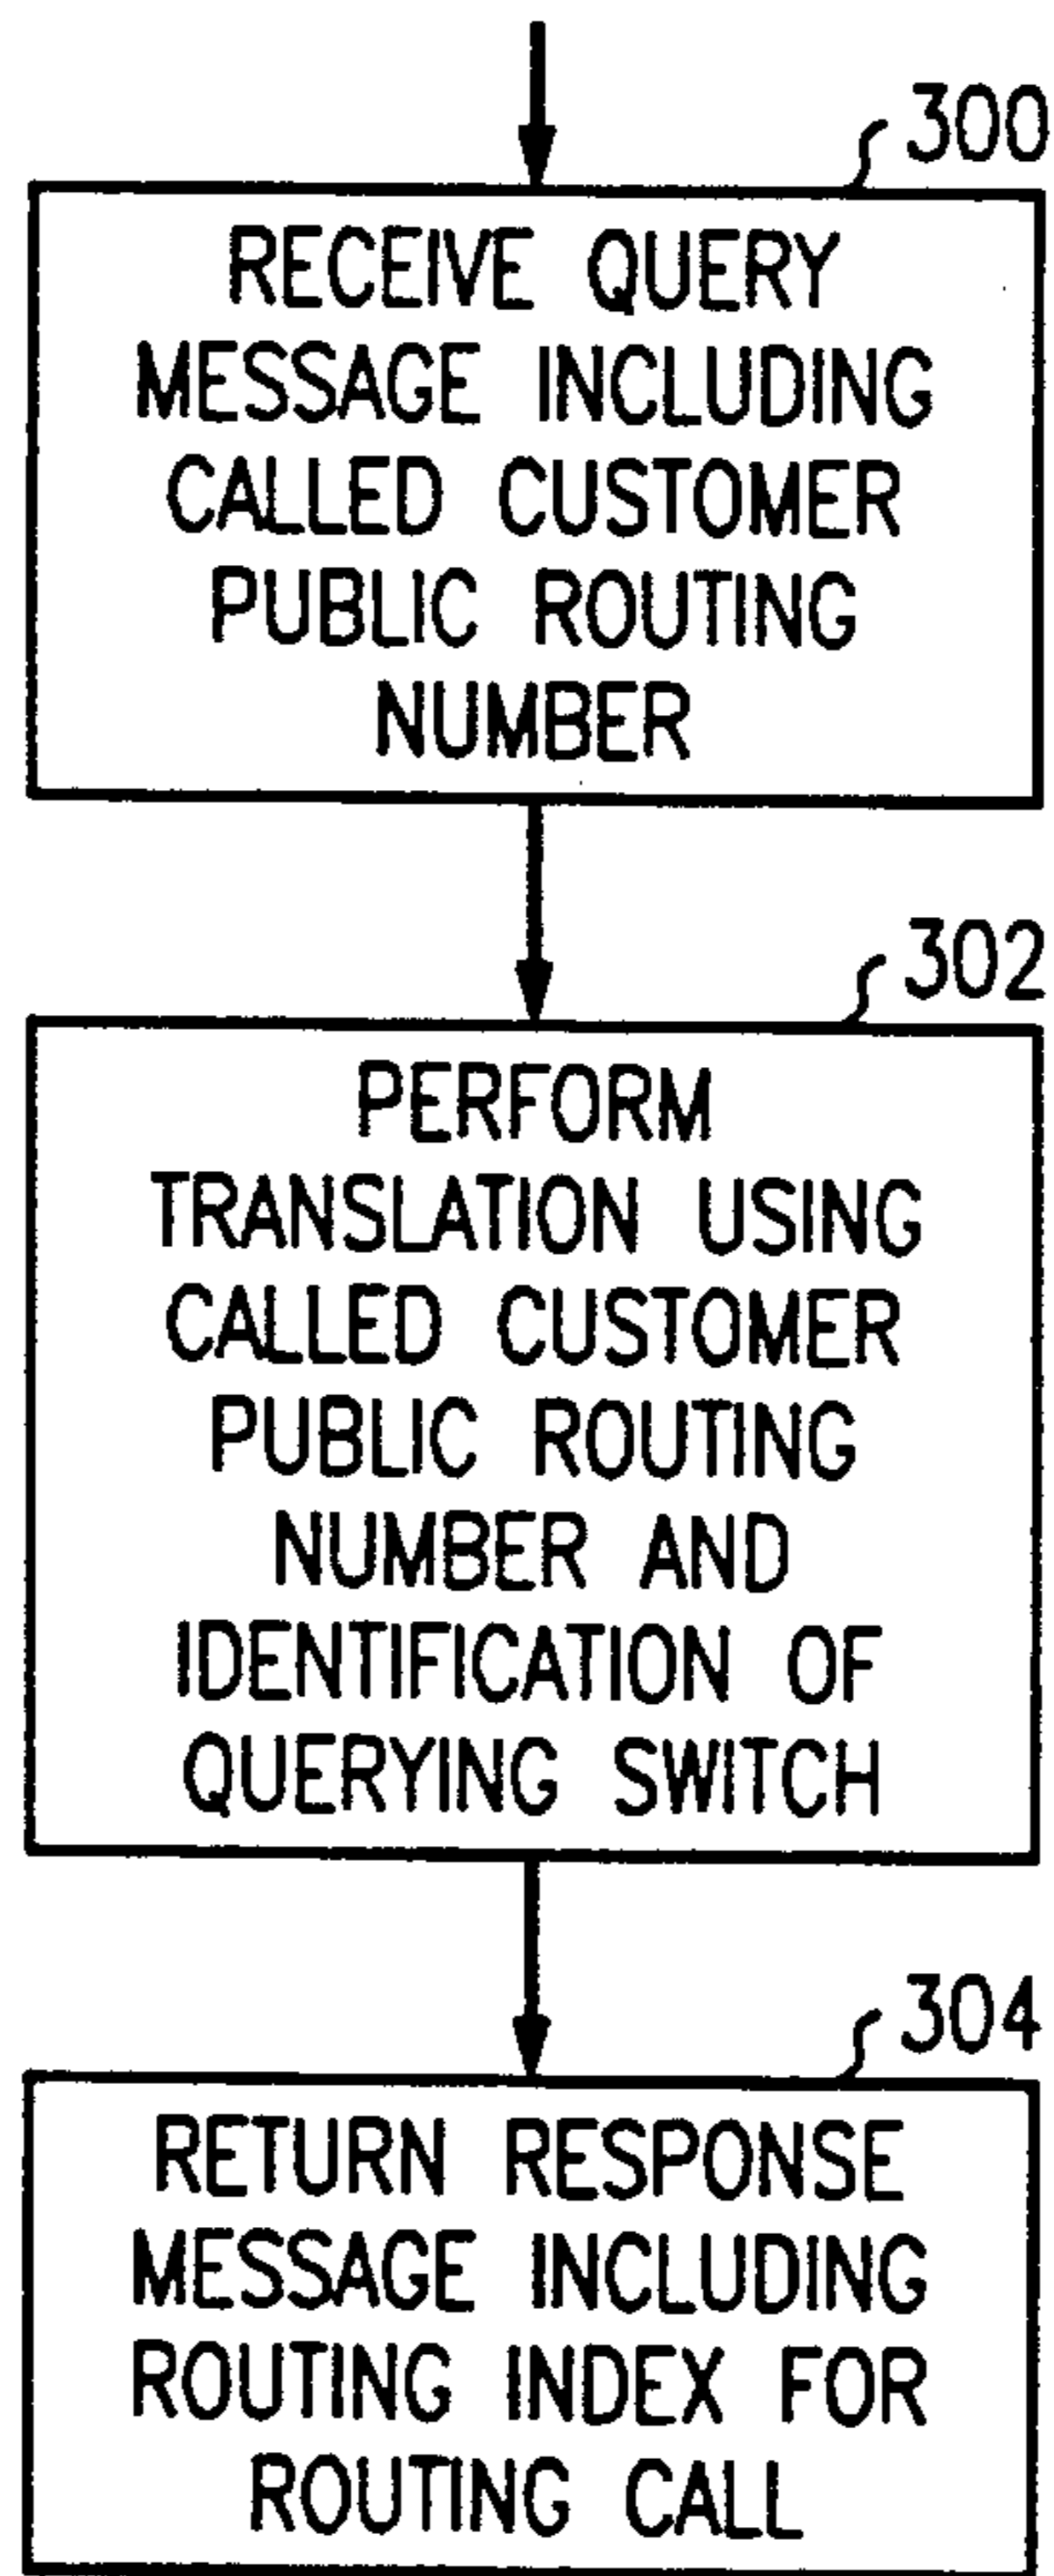 300
RECEIVE QUERY
MESSAGE INCLUDING
CALLED CUSTOMER
PUBLIC ROUTING
NUMBER
302
PERFORM
TRANSLATION USING
CALLED CUSTOMER
PUBLIC ROUTING
NUMBER AND
IDENTIFICATION OF
QUERYING SWITCH
304
RETURN RESPONSE
MESSAGE INCLUDING
ROUTING INDEX FOR
ROUTING CALL